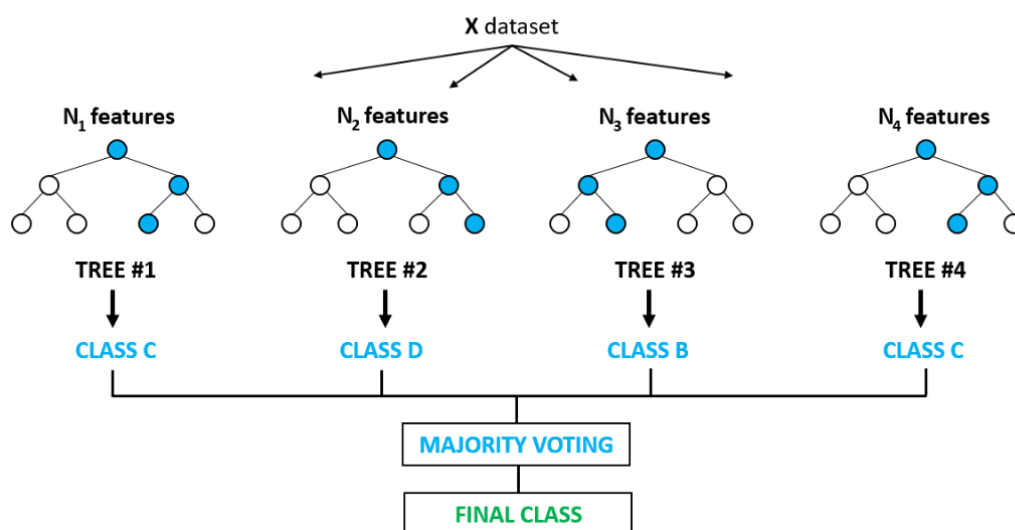 X dataset
N₁ features N₂ features N₃ features N₄ features
TREE #1 TREE #2 TREE #3 TREE #4
CLASS C CLASS D CLASS B CLASS C
MAJORITY VOTING
FINAL CLASS